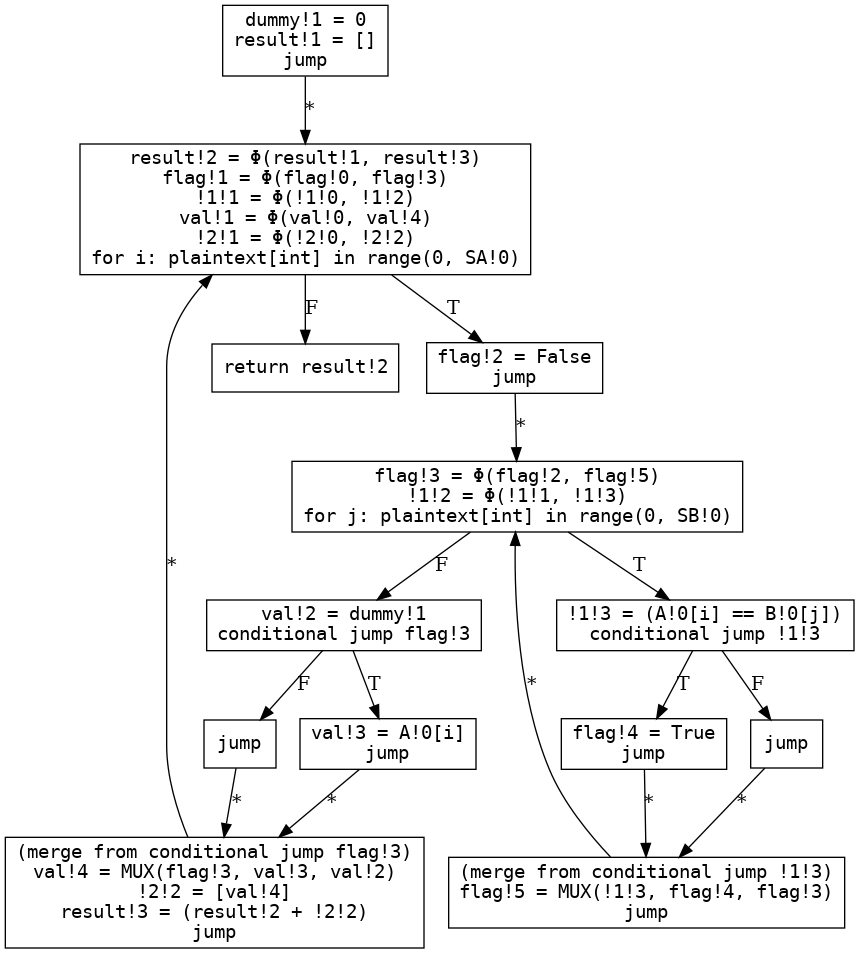 dummy!1 = 0
result!1 = []
jump
*
result!2 = Φ(result!1, result!3)
flag!1 = Φ(flag!0, flag!3)
!1!1 = Φ(!1!0, !1!2)
val!1 = Φ(val!0, val!4)
!2!1 = Φ(!2!0, !2!2)
for i: plaintext[int] in range(0, SA!0)
F
T
return result!2
flag!2 = False
jump
*
flag!3 = Φ(flag!2, flag!5)
!1!2 = Φ(!1!1, !1!3)
for j: plaintext[int] in range(0, SB!0)
*
F
T
val!2 = dummy!1
conditional jump flag!3
!1!3 = (A!0[i] == B!0[j])
conditional jump !1!3
F
T
*
T
F
jump
val!3 = A!0[i]
jump
flag!4 = True
jump
jump
*
*
*
*
(merge from conditional jump flag!3)
val!4 = MUX(flag!3, val!3, val!2)
!2!2 = [val!4]
result!3 = (result!2 + !2!2)
jump
(merge from conditional jump !1!3)
flag!5 = MUX(!1!3, flag!4, flag!3)
jump